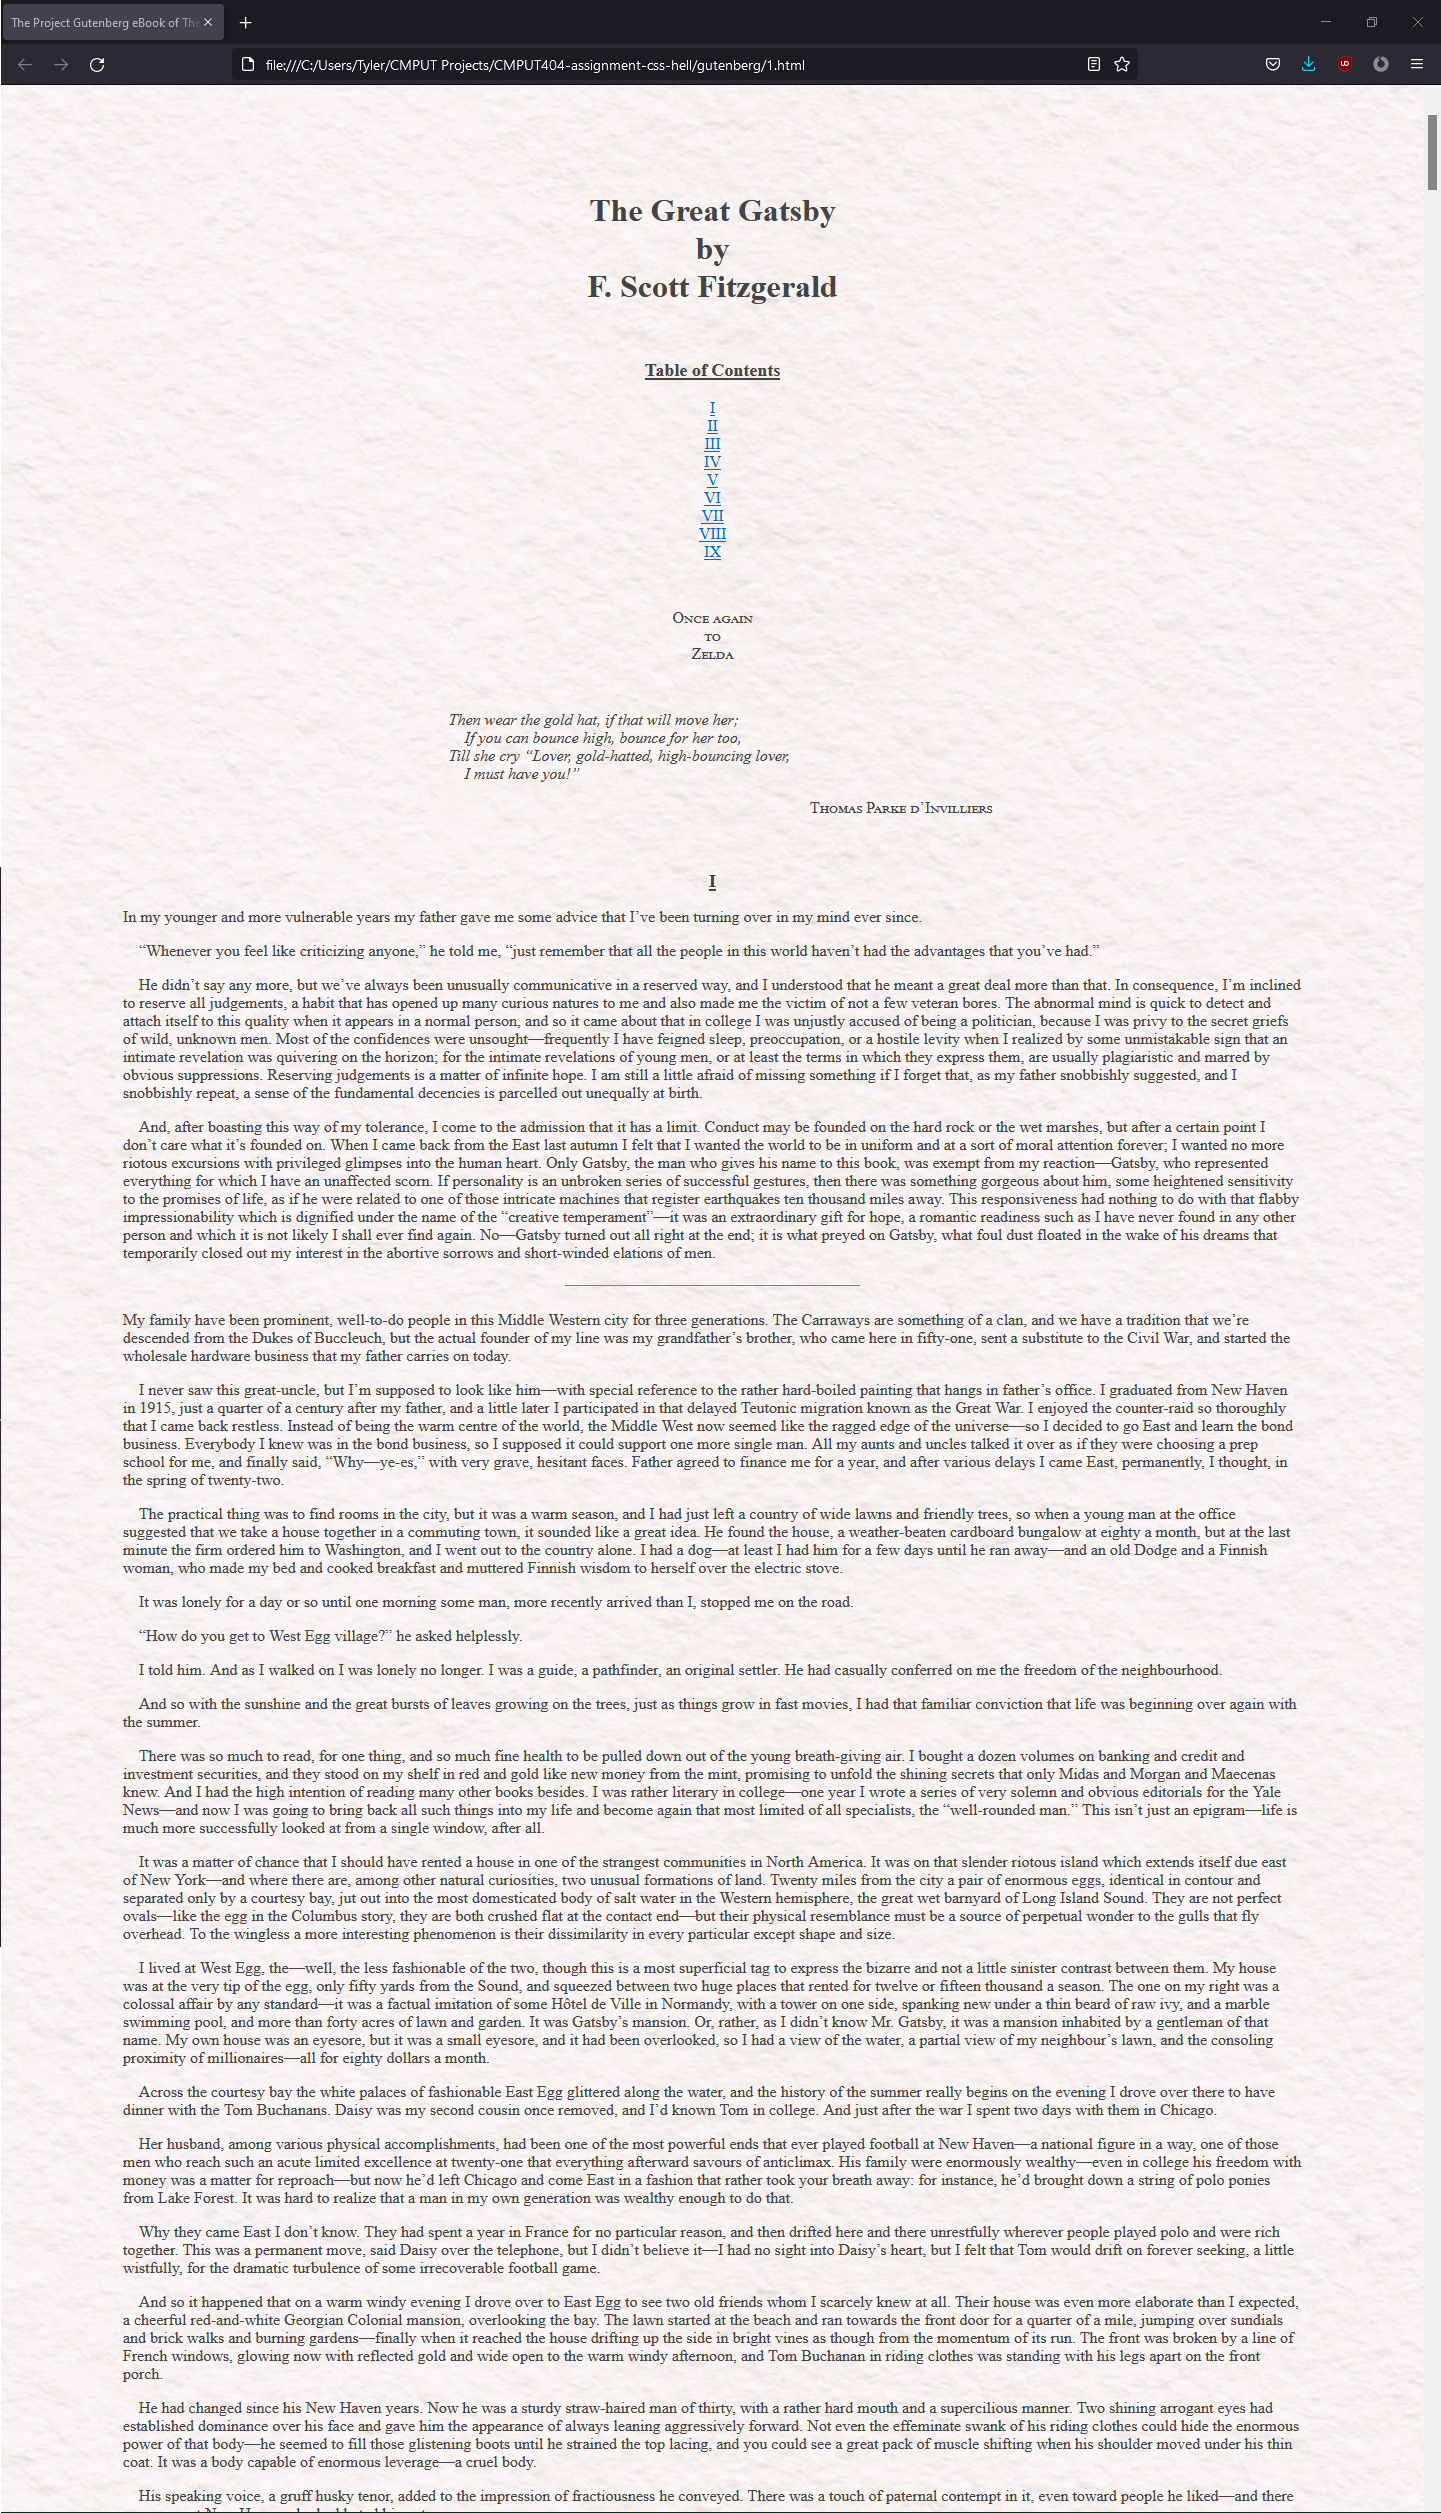 The Project Gutenberg eBook of The
file:///C:/Users/Tyler/CMPUT Projects/CMPUT404-assignment-css-hell/gutenberg/1.html
The Great Gatsby
by
F. Scott Fitzgerald
Table of Contents
I
II
III
IV
V
VI
VII
VIII
IX
Once again
to
Zelda
Then wear the gold hat, if that will move her;
If you can bounce high, bounce for her too,
Till she cry “Lover, gold-hatted, high-bouncing lover,
I must have you!”
Thomas Parke d’Invilliers
I
In my younger and more vulnerable years my father gave me some advice that I’ve been turning over in my mind ever since.
“Whenever you feel like criticizing anyone,” he told me, “just remember that all the people in this world haven’t had the advantages that you’ve had.”
He didn’t say any more, but we’ve always been unusually communicative in a reserved way, and I understood that he meant a great deal more than that. In consequence, I’m inclined
to reserve all judgements, a habit that has opened up many curious natures to me and also made me the victim of not a few veteran bores. The abnormal mind is quick to detect and
attach itself to this quality when it appears in a normal person, and so it came about that in college I was unjustly accused of being a politician, because I was privy to the secret griefs
of wild, unknown men. Most of the confidences were unsought—frequently I have feigned sleep, preoccupation, or a hostile levity when I realized by some unmistakable sign that an
intimate revelation was quivering on the horizon; for the intimate revelations of young men, or at least the terms in which they express them, are usually plagiaristic and marred by
obvious suppressions. Reserving judgements is a matter of infinite hope. I am still a little afraid of missing something if I forget that, as my father snobbishly suggested, and I
snobbishly repeat, a sense of the fundamental decencies is parcelled out unequally at birth.
And, after boasting this way of my tolerance, I come to the admission that it has a limit. Conduct may be founded on the hard rock or the wet marshes, but after a certain point I
don’t care what it’s founded on. When I came back from the East last autumn I felt that I wanted the world to be in uniform and at a sort of moral attention forever; I wanted no more
riotous excursions with privileged glimpses into the human heart. Only Gatsby, the man who gives his name to this book, was exempt from my reaction—Gatsby, who represented
everything for which I have an unaffected scorn. If personality is an unbroken series of successful gestures, then there was something gorgeous about him, some heightened sensitivity
to the promises of life, as if he were related to one of those intricate machines that register earthquakes ten thousand miles away. This responsiveness had nothing to do with that flabby
impressionability which is dignified under the name of the “creative temperament”—it was an extraordinary gift for hope, a romantic readiness such as I have never found in any other
person and which it is not likely I shall ever find again. No—Gatsby turned out all right at the end; it is what preyed on Gatsby, what foul dust floated in the wake of his dreams that
temporarily closed out my interest in the abortive sorrows and short-winded elations of men.
My family have been prominent, well-to-do people in this Middle Western city for three generations. The Carraways are something of a clan, and we have a tradition that we’re
descended from the Dukes of Buccleuch, but the actual founder of my line was my grandfather’s brother, who came here in fifty-one, sent a substitute to the Civil War, and started the
wholesale hardware business that my father carries on today.
I never saw this great-uncle, but I’m supposed to look like him—with special reference to the rather hard-boiled painting that hangs in father’s office. I graduated from New Haven
in 1915, just a quarter of a century after my father, and a little later I participated in that delayed Teutonic migration known as the Great War. I enjoyed the counter-raid so thoroughly
that I came back restless. Instead of being the warm centre of the world, the Middle West now seemed like the ragged edge of the universe—so I decided to go East and learn the bond
business. Everybody I knew was in the bond business, so I supposed it could support one more single man. All my aunts and uncles talked it over as if they were choosing a prep
school for me, and finally said, “Why—ye-es,” with very grave, hesitant faces. Father agreed to finance me for a year, and after various delays I came East, permanently, I thought, in
the spring of twenty-two.
The practical thing was to find rooms in the city, but it was a warm season, and I had just left a country of wide lawns and friendly trees, so when a young man at the office
suggested that we take a house together in a commuting town, it sounded like a great idea. He found the house, a weather-beaten cardboard bungalow at eighty a month, but at the last
minute the firm ordered him to Washington, and I went out to the country alone. I had a dog—at least I had him for a few days until he ran away—and an old Dodge and a Finnish
woman, who made my bed and cooked breakfast and muttered Finnish wisdom to herself over the electric stove.
It was lonely for a day or so until one morning some man, more recently arrived than I, stopped me on the road.
“How do you get to West Egg village?” he asked helplessly.
I told him. And as I walked on I was lonely no longer. I was a guide, a pathfinder, an original settler. He had casually conferred on me the freedom of the neighbourhood.
And so with the sunshine and the great bursts of leaves growing on the trees, just as things grow in fast movies, I had that familiar conviction that life was beginning over again with
the summer.
There was so much to read, for one thing, and so much fine health to be pulled down out of the young breath-giving air. I bought a dozen volumes on banking and credit and
investment securities, and they stood on my shelf in red and gold like new money from the mint, promising to unfold the shining secrets that only Midas and Morgan and Maecenas
knew. And I had the high intention of reading many other books besides. I was rather literary in college—one year I wrote a series of very solemn and obvious editorials for the Yale
News—and now I was going to bring back all such things into my life and become again that most limited of all specialists, the “well-rounded man.” This isn’t just an epigram—life is
much more successfully looked at from a single window, after all.
It was a matter of chance that I should have rented a house in one of the strangest communities in North America. It was on that slender riotous island which extends itself due east
of New York—and where there are, among other natural curiosities, two unusual formations of land. Twenty miles from the city a pair of enormous eggs, identical in contour and
separated only by a courtesy bay, jut out into the most domesticated body of salt water in the Western hemisphere, the great wet barnyard of Long Island Sound. They are not perfect
ovals—like the egg in the Columbus story, they are both crushed flat at the contact end—but their physical resemblance must be a source of perpetual wonder to the gulls that fly
overhead. To the wingless a more interesting phenomenon is their dissimilarity in every particular except shape and size.
I lived at West Egg, the—well, the less fashionable of the two, though this is a most superficial tag to express the bizarre and not a little sinister contrast between them. My house
was at the very tip of the egg, only fifty yards from the Sound, and squeezed between two huge places that rented for twelve or fifteen thousand a season. The one on my right was a
colossal affair by any standard—it was a factual imitation of some Hôtel de Ville in Normandy, with a tower on one side, spanking new under a thin beard of raw ivy, and a marble
swimming pool, and more than forty acres of lawn and garden. It was Gatsby’s mansion. Or, rather, as I didn’t know Mr. Gatsby, it was a mansion inhabited by a gentleman of that
name. My own house was an eyesore, but it was a small eyesore, and it had been overlooked, so I had a view of the water, a partial view of my neighbour’s lawn, and the consoling
proximity of millionaires—all for eighty dollars a month.
Across the courtesy bay the white palaces of fashionable East Egg glittered along the water, and the history of the summer really begins on the evening I drove over there to have
dinner with the Tom Buchanans. Daisy was my second cousin once removed, and I’d known Tom in college. And just after the war I spent two days with them in Chicago.
Her husband, among various physical accomplishments, had been one of the most powerful ends that ever played football at New Haven—a national figure in a way, one of those
men who reach such an acute limited excellence at twenty-one that everything afterward savours of anticlimax. His family were enormously wealthy—even in college his freedom with
money was a matter for reproach—but now he’d left Chicago and come East in a fashion that rather took your breath away: for instance, he’d brought down a string of polo ponies
from Lake Forest. It was hard to realize that a man in my own generation was wealthy enough to do that.
Why they came East I don’t know. They had spent a year in France for no particular reason, and then drifted here and there unrestfully wherever people played polo and were rich
together. This was a permanent move, said Daisy over the telephone, but I didn’t believe it—I had no sight into Daisy’s heart, but I felt that Tom would drift on forever seeking, a little
wistfully, for the dramatic turbulence of some irrecoverable football game.
And so it happened that on a warm windy evening I drove over to East Egg to see two old friends whom I scarcely knew at all. Their house was even more elaborate than I expected,
a cheerful red-and-white Georgian Colonial mansion, overlooking the bay. The lawn started at the beach and ran towards the front door for a quarter of a mile, jumping over sundials
and brick walks and burning gardens—finally when it reached the house drifting up the side in bright vines as though from the momentum of its run. The front was broken by a line of
French windows, glowing now with reflected gold and wide open to the warm windy afternoon, and Tom Buchanan in riding clothes was standing with his legs apart on the front
porch.
He had changed since his New Haven years. Now he was a sturdy straw-haired man of thirty, with a rather hard mouth and a supercilious manner. Two shining arrogant eyes had
established dominance over his face and gave him the appearance of always leaning aggressively forward. Not even the effeminate swank of his riding clothes could hide the enormous
power of that body—he seemed to fill those glistening boots until he strained the top lacing, and you could see a great pack of muscle shifting when his shoulder moved under his thin
coat. It was a body capable of enormous leverage—a cruel body.
His speaking voice, a gruff husky tenor, added to the impression of fractiousness he conveyed. There was a touch of paternal contempt in it, even toward people he liked—and there